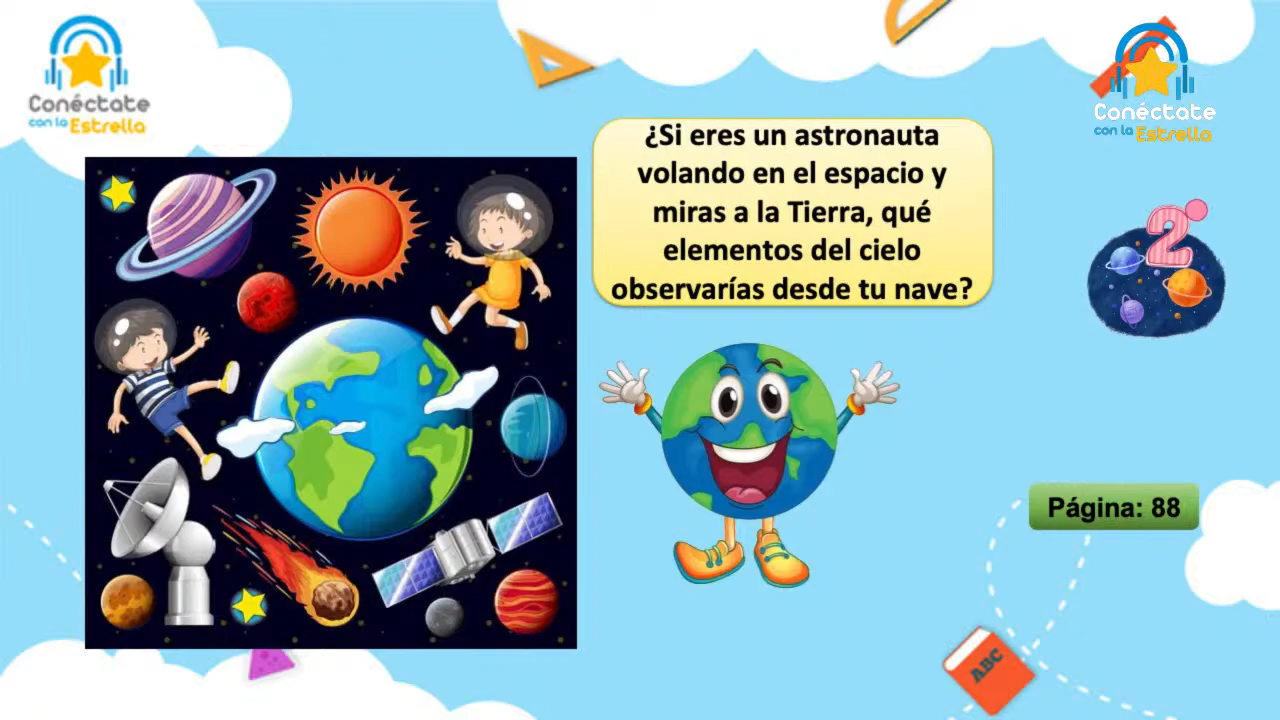 Conéctate
con la Estrella
Conéctate
con la Estrella
¿Si eres un astronauta
volando en el espacio y
miras a la Tierra, qué
elementos del cielo
observarías desde tu nave?
2
Página: 88
ABC